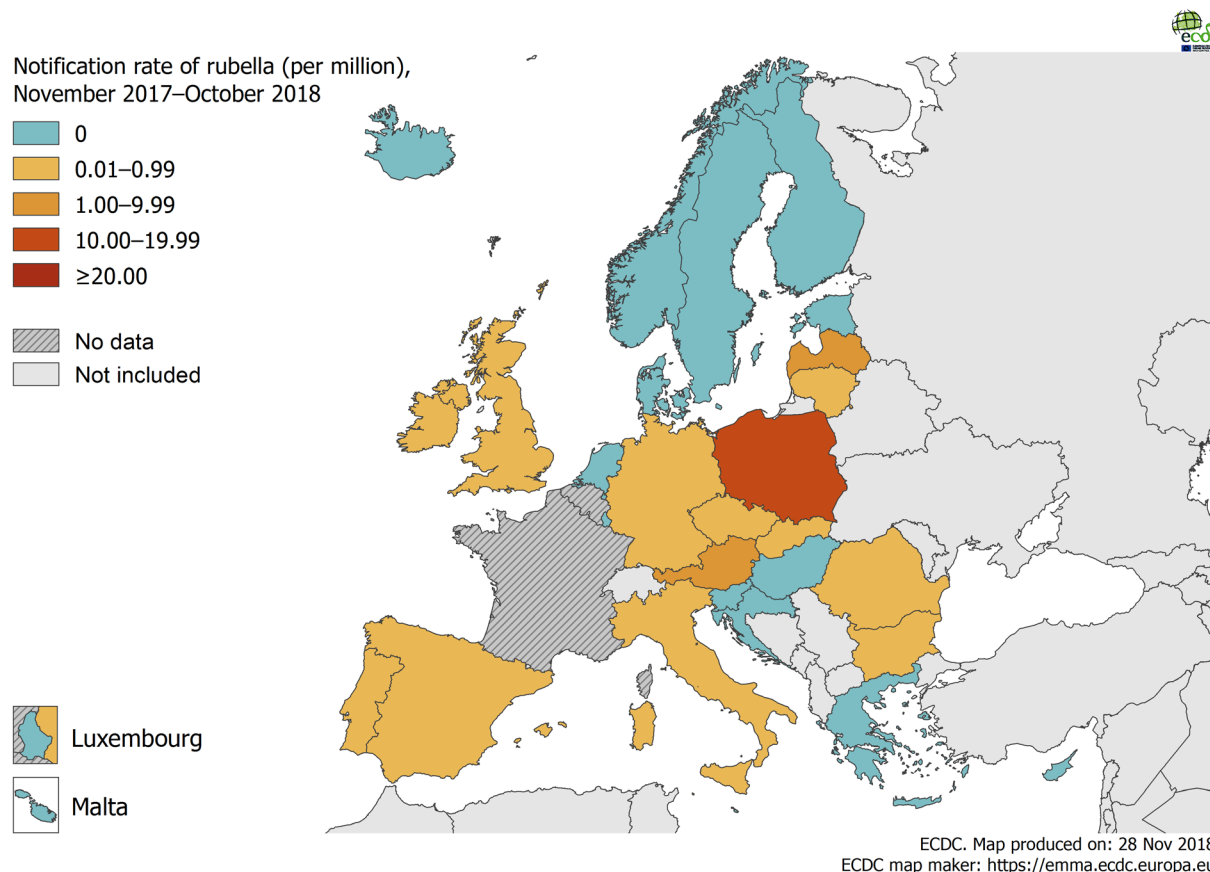 ecdc
Notification rate of rubella (per million),
November 2017–October 2018
0
0.01–0.99
1.00–9.99
10.00–19.99
≥20.00
No data
Not included
Luxembourg
Malta
ECDC. Map produced on: 28 Nov 2018
ECDC map maker: https://emma.ecdc.europa.eu